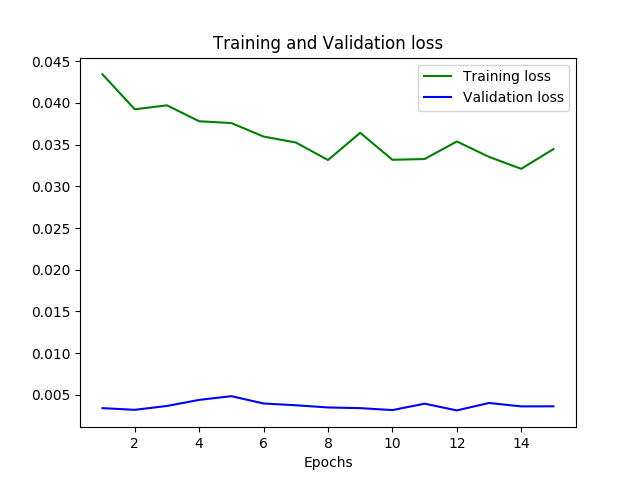 Training and Validation loss
Training loss
Validation loss
0.045
0.040
0.035
0.030
0.025
0.020
0.015
0.010
0.005
2 4 6 8 10 12 14
Epochs